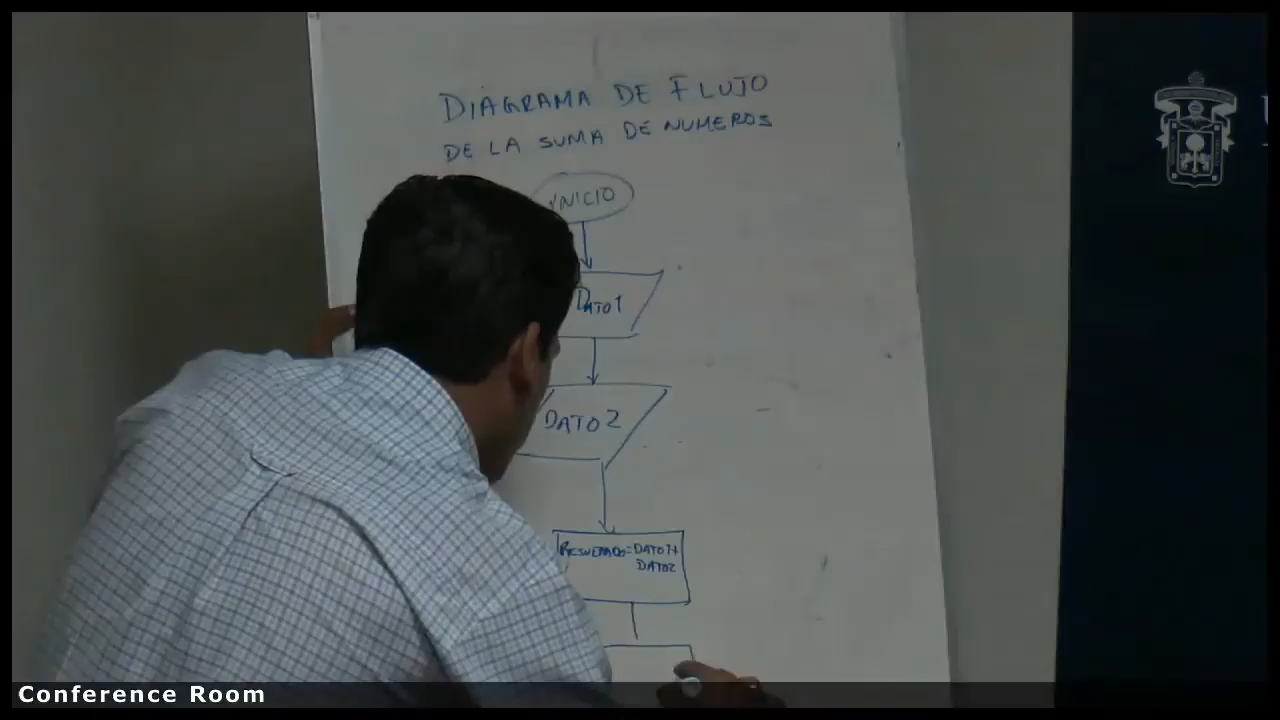 DIAGRAMA DE FLUJO
DE LA SUMA DE NUMEROS
INICIO
DATO1
DATO2
RESULTADO=DATO1+
DATO2
Conference Room